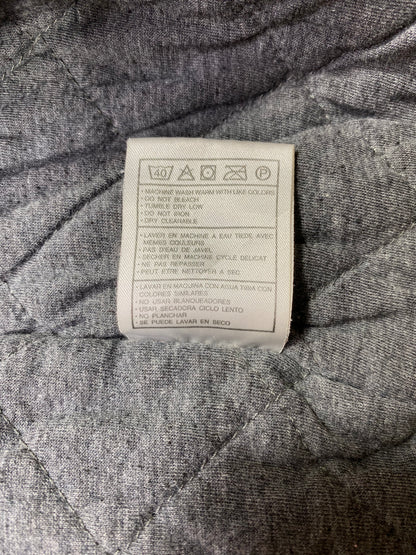 40 P
· MACHINE WASH WARM WITH LIKE COLORS
· DO NOT BLEACH
· TUMBLE DRY LOW
· DO NOT IRON
· DRY CLEANABLE
· LAVER EN MACHINE A EAU TIEDE, AVEC
MEMES COULEURS
· PAS D'EAU DE JAVEL
· SECHER EN MACHINE CYCLE DELICAT
· NE PAS REPASSER
· PEUT ETRE NETTOYER A SEC
· LAVAR EN MAQUINA CON AGUA TIBIA CON
COLORES SIMILARES
· NO USAR BLANQUEADORES
· USAR SECADORA CICLO LENTO
· NO PLANCHAR
· SE PUEDE LAVAR EN SECO